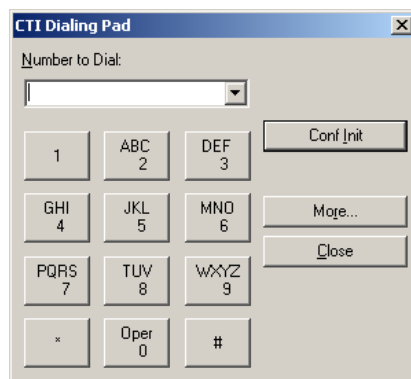 CTI Dialing Pad
Number to Dial:
Conf Init
1
ABC
2
DEF
3
GHI
4
JKL
5
MNO
6
More...
Close
PQRS
7
TUV
8
WXYZ
9
*
Oper
0
#